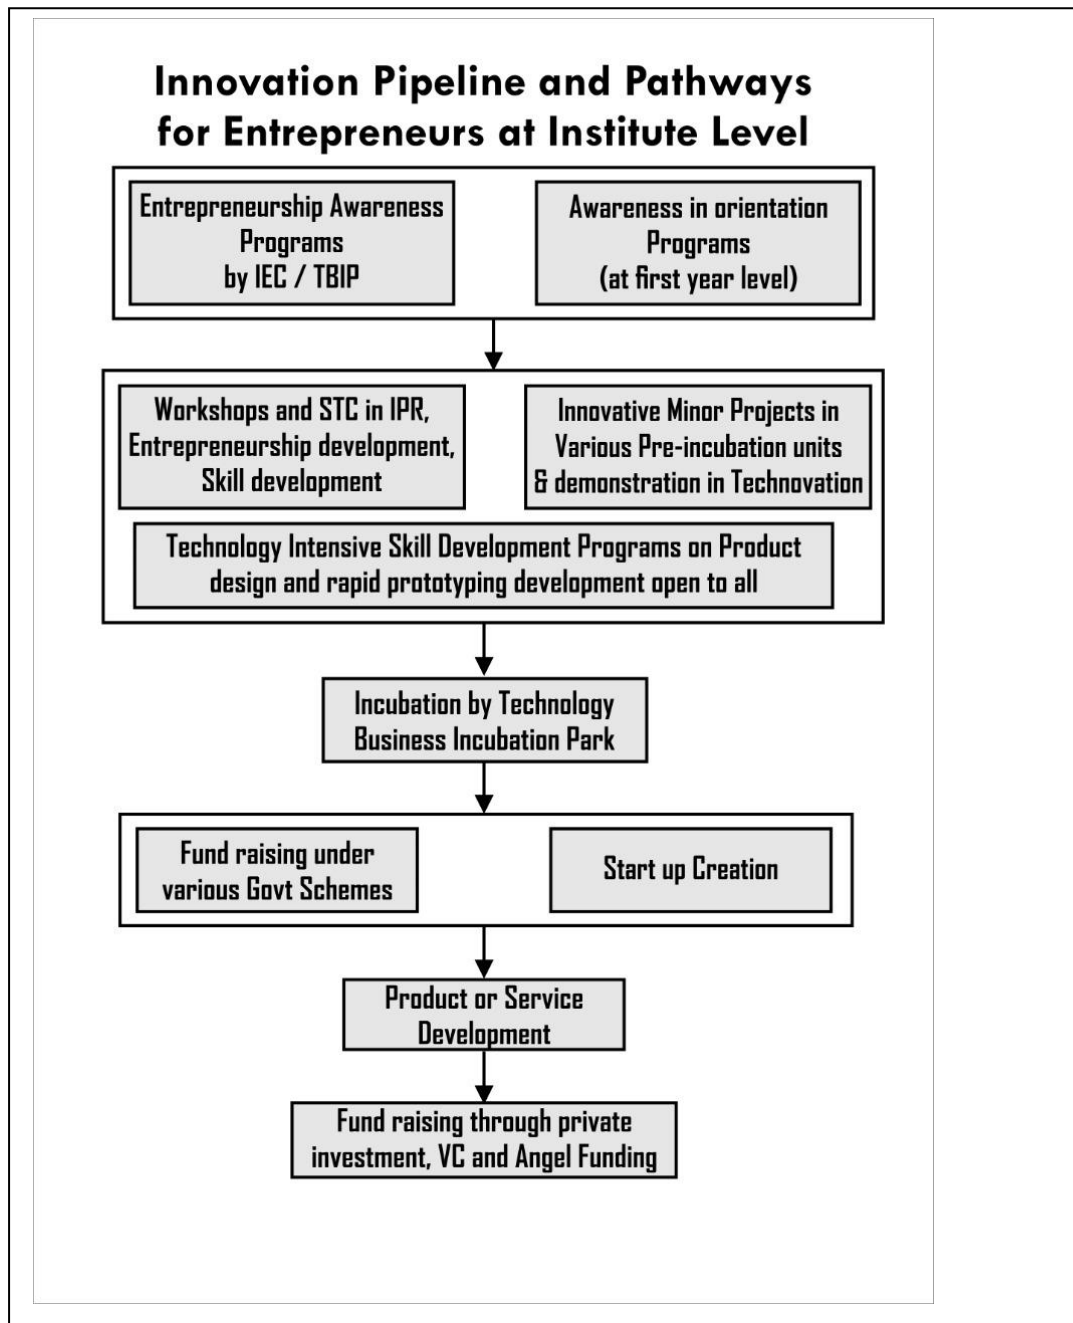 Innovation Pipeline and Pathways
for Entrepreneurs at Institute Level
Entrepreneurship Awareness
Programs
by IEC / TBIP
Awareness in orientation
Programs
(at first year level)
Workshops and STC in IPR,
Entrepreneurship development,
Skill development
Innovative Minor Projects in
Various Pre-incubation units
& demonstration in Technovation
Technology Intensive Skill Development Programs on Product
design and rapid prototyping development open to all
Incubation by Technology
Business Incubation Park
Fund raising under
various Govt Schemes
Start up Creation
Product or Service
Development
Fund raising through private
investment, VC and Angel Funding